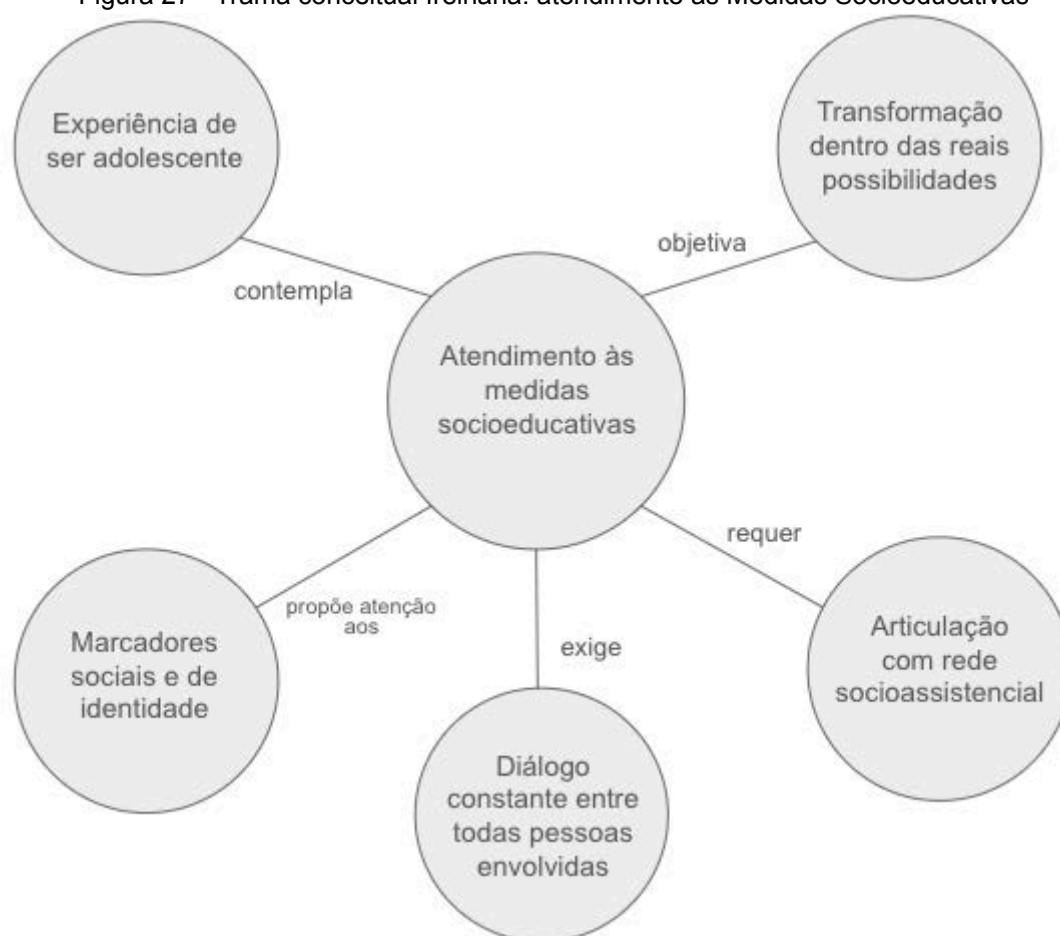 Figura 27 - Trama conceitual freiriana: atendimento às Medidas Socioeducativas
Experiência de
ser adolescente
Transformação
dentro das reais
possibilidades
objetiva
contempla
Atendimento às
medidas
socioeducativas
requer
propõe atenção
aos
exige
Marcadores
sociais e de
identidade
Articulação
com rede
socioassistencial
Diálogo
constante entre
todas pessoas
envolvidas